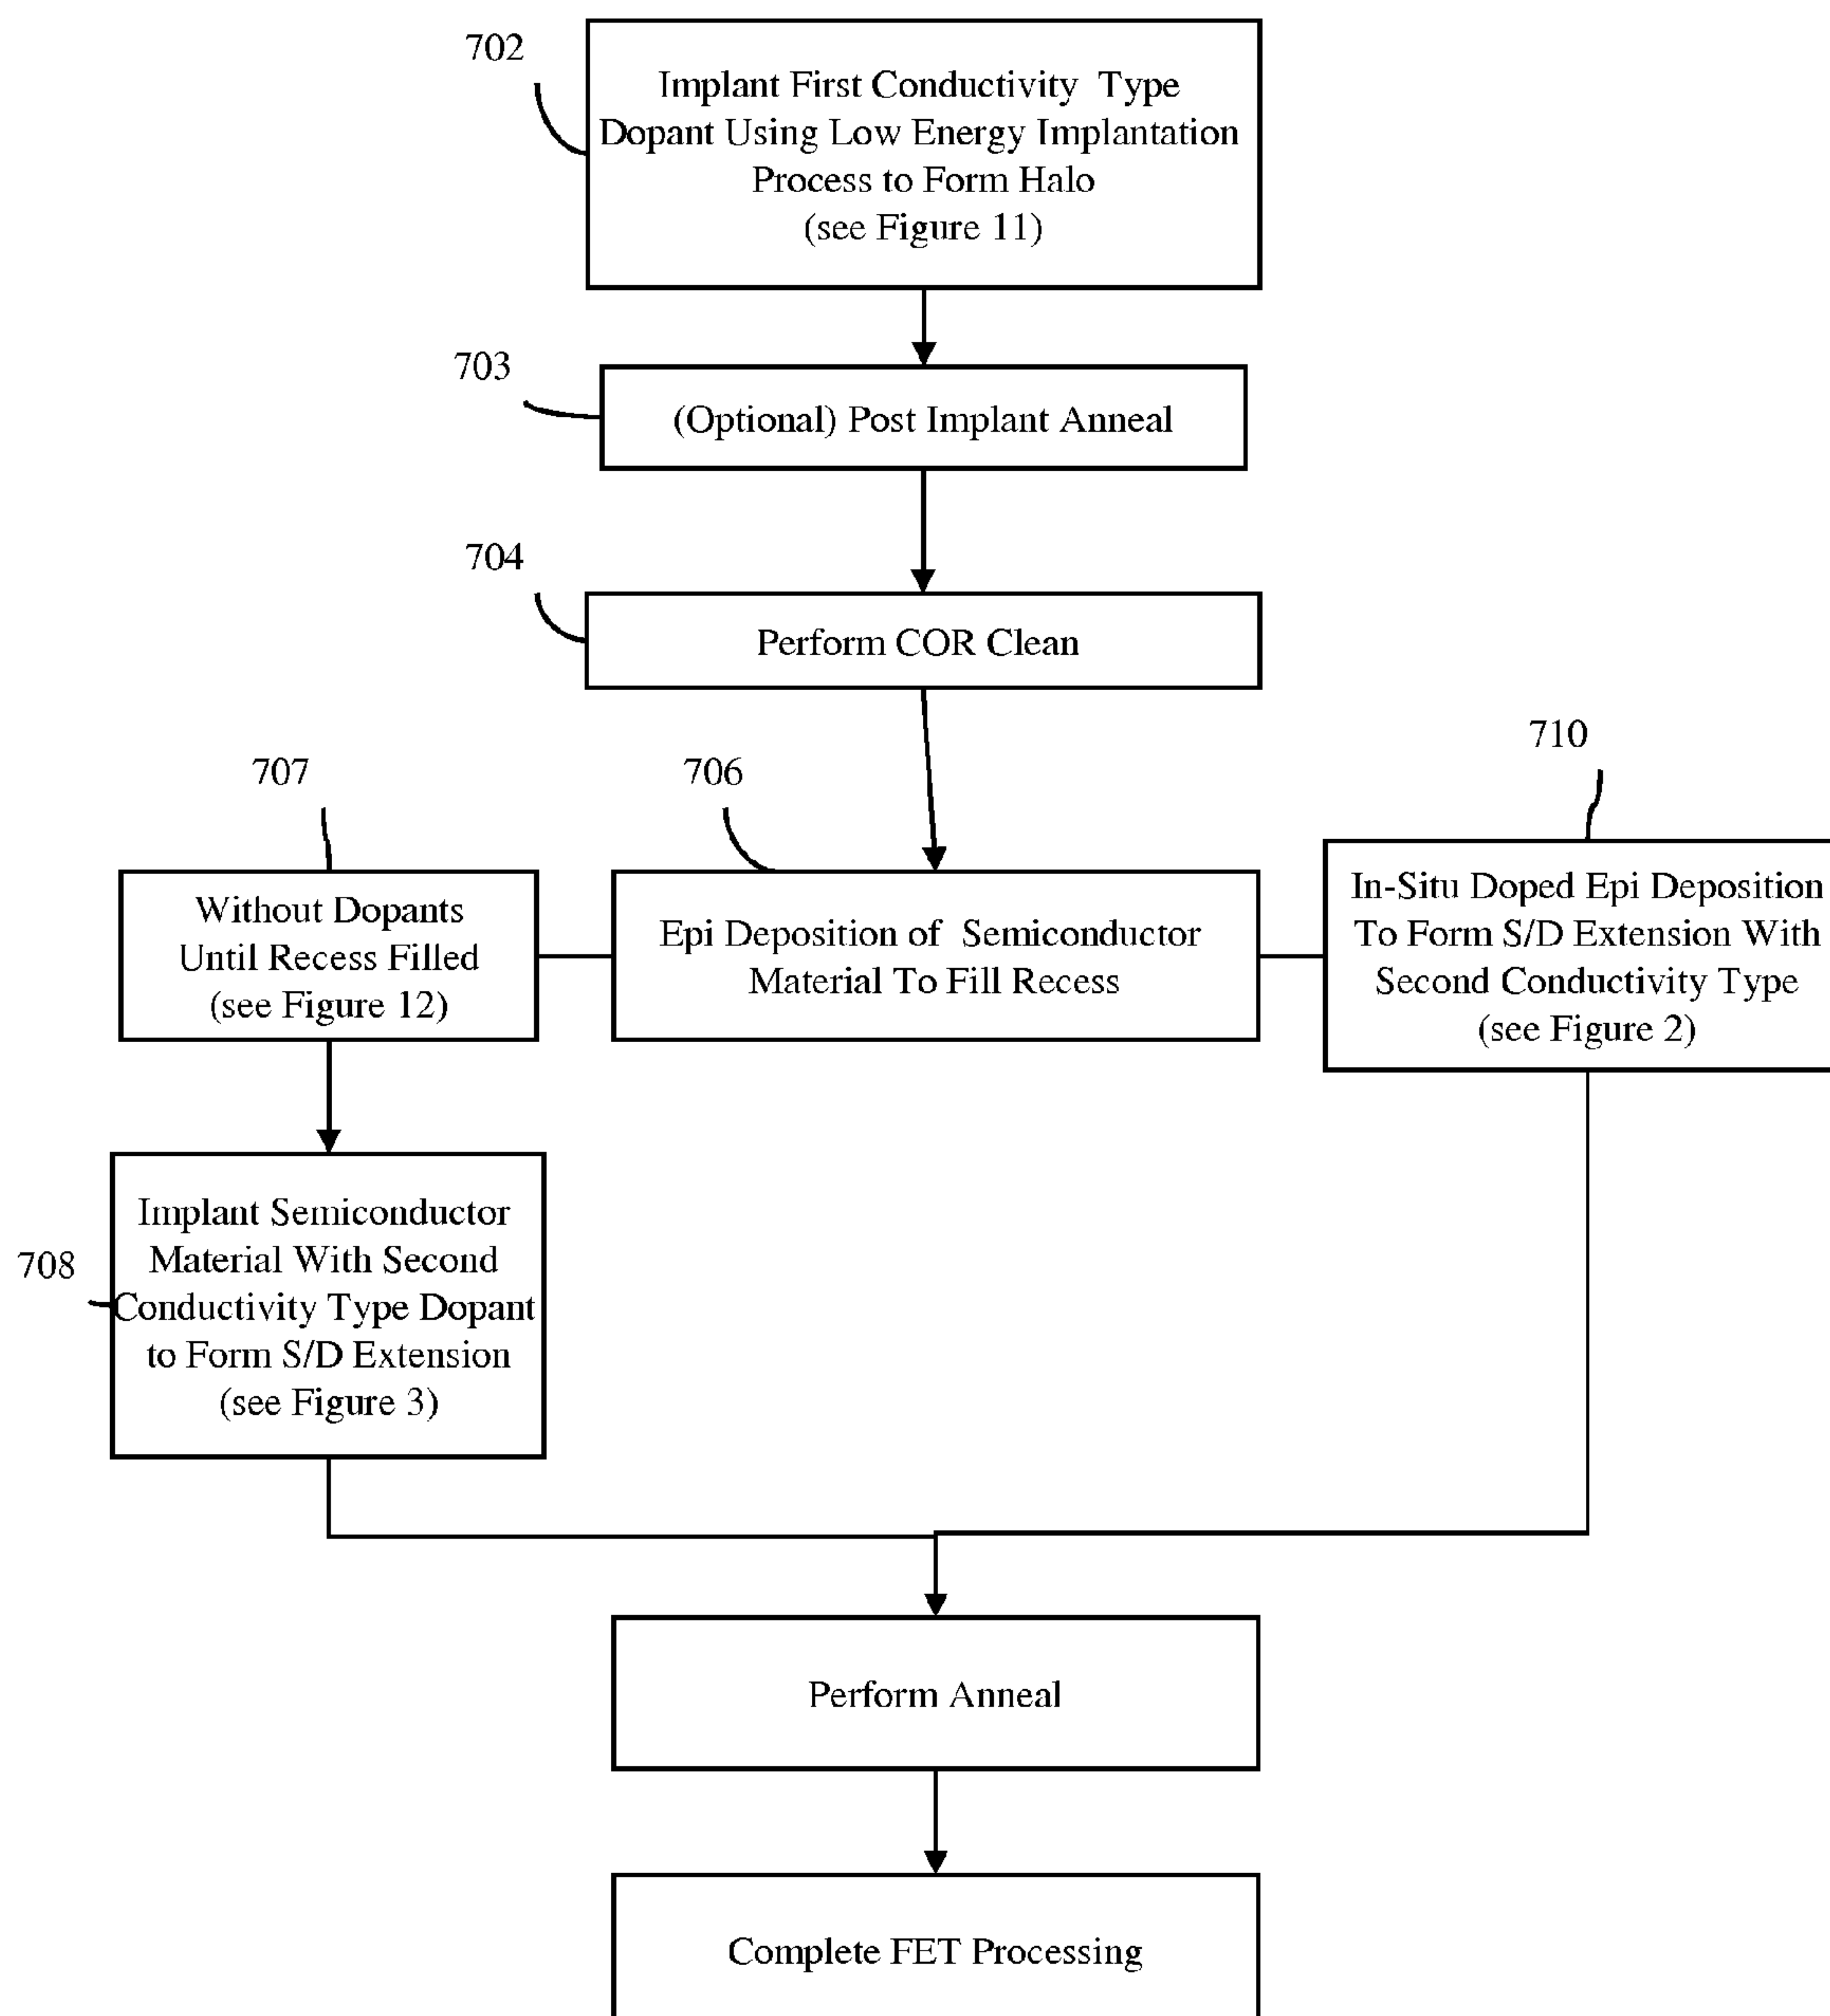 702
Implant First Conductivity Type
Dopant Using Low Energy Implantation
Process to Form Halo
(see Figure 11)
703
(Optional) Post Implant Anneal
704
Perform COR Clean
707
Without Dopants
Until Recess Filled
(see Figure 12)
706
Epi Deposition of Semiconductor
Material To Fill Recess
710
In-Situ Doped Epi Deposition
To Form S/D Extension With
Second Conductivity Type
(see Figure 2)
708
Implant Semiconductor
Material With Second
Conductivity Type Dopant
to Form S/D Extension
(see Figure 3)
Perform Anneal
Complete FET Processing